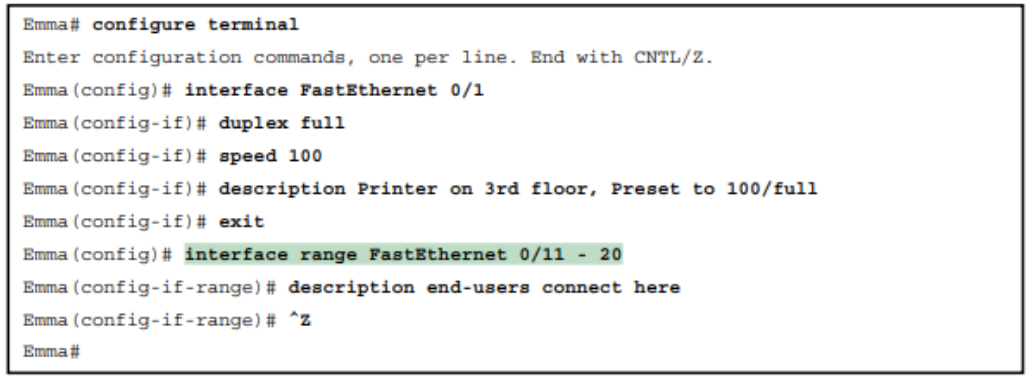 Emma# configure terminal
Enter configuration commands, one per line. End with CNTL/Z.
Emma(config)# interface FastEthernet 0/1
Emma(config-if)# duplex full
Emma(config-if)# speed 100
Emma(config-if)# description Printer on 3rd floor, Preset to 100/full
Emma(config-if)# exit
Emma(config)# interface range FastEthernet 0/11 - 20
Emma(config-if-range)# description end-users connect here
Emma(config-if-range)# ^Z
Emma#